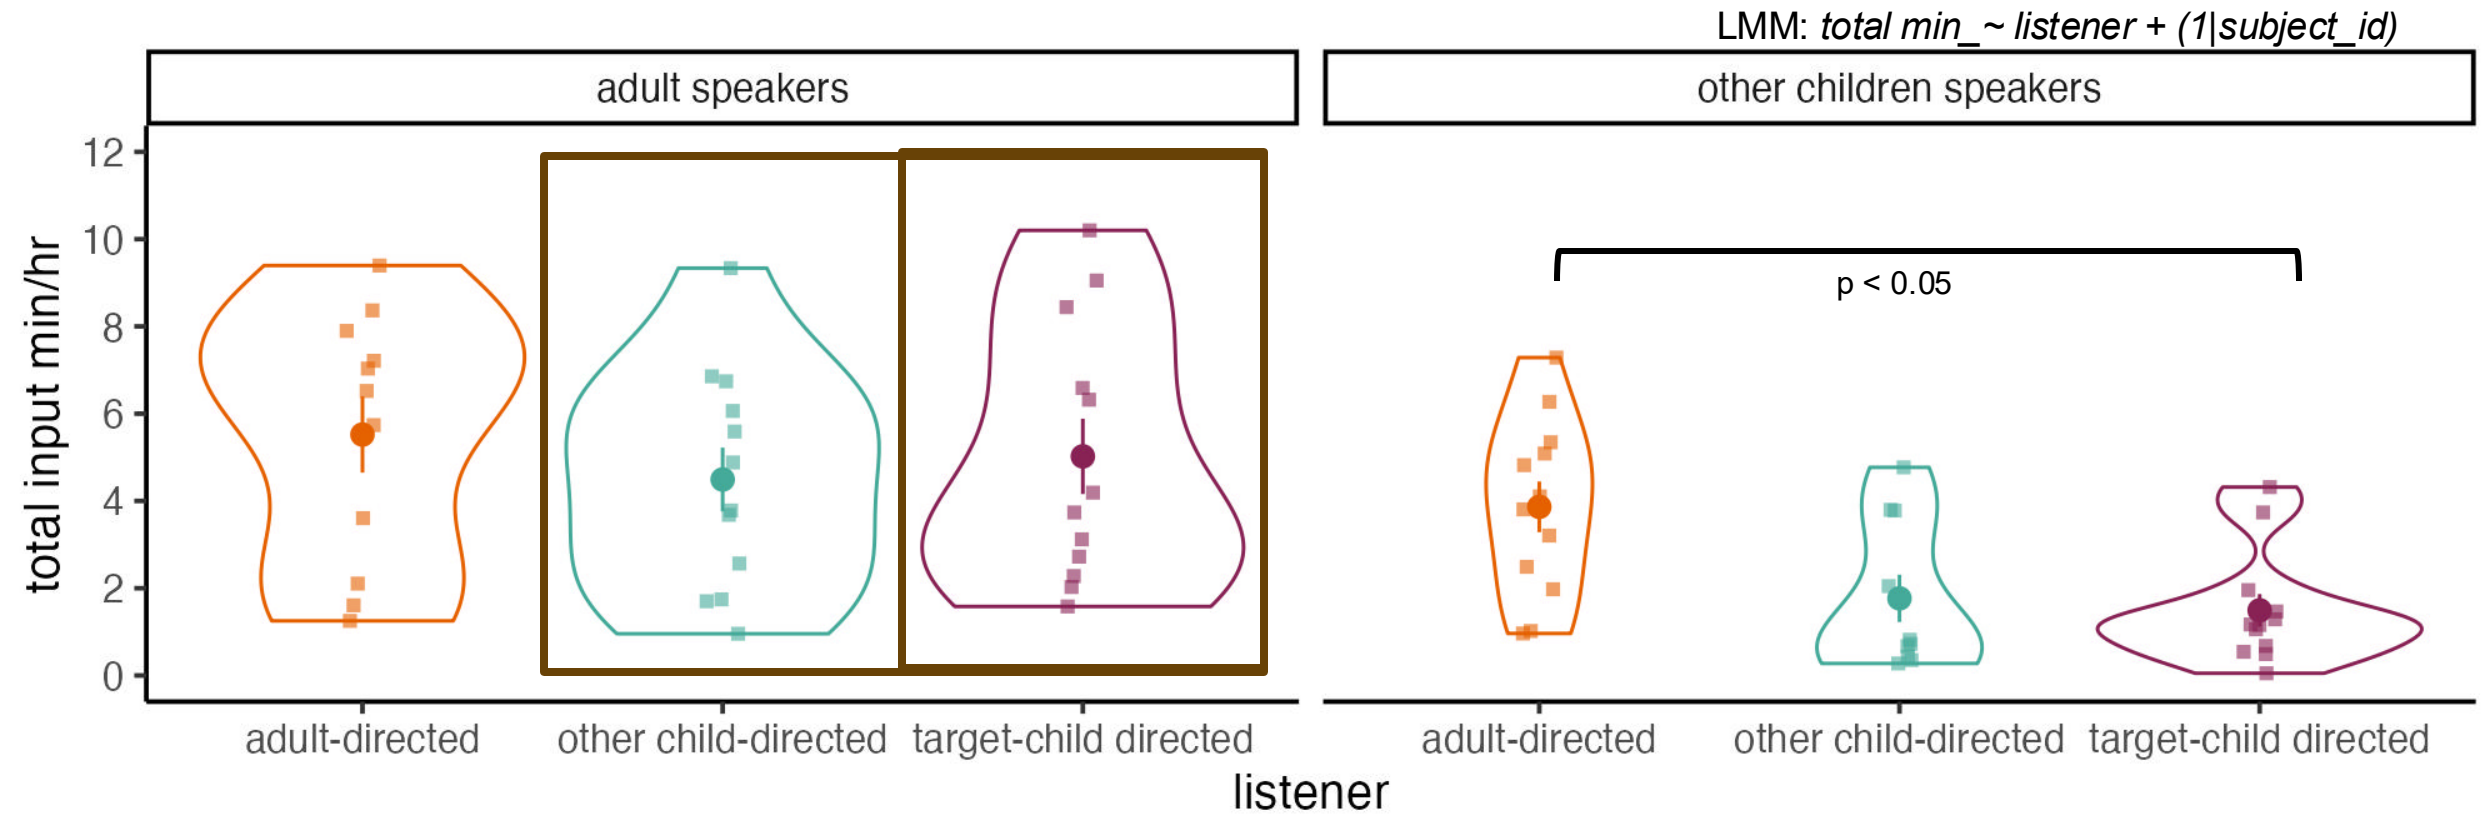 LMM: total min_~ listener + (1|subject_id)
adult speakers
other children speakers
total input min/hr
12
10
8
6
4
2
0
p < 0.05
adult-directed
other child-directed
target-child directed
adult-directed
other child-directed
target-child directed
listener